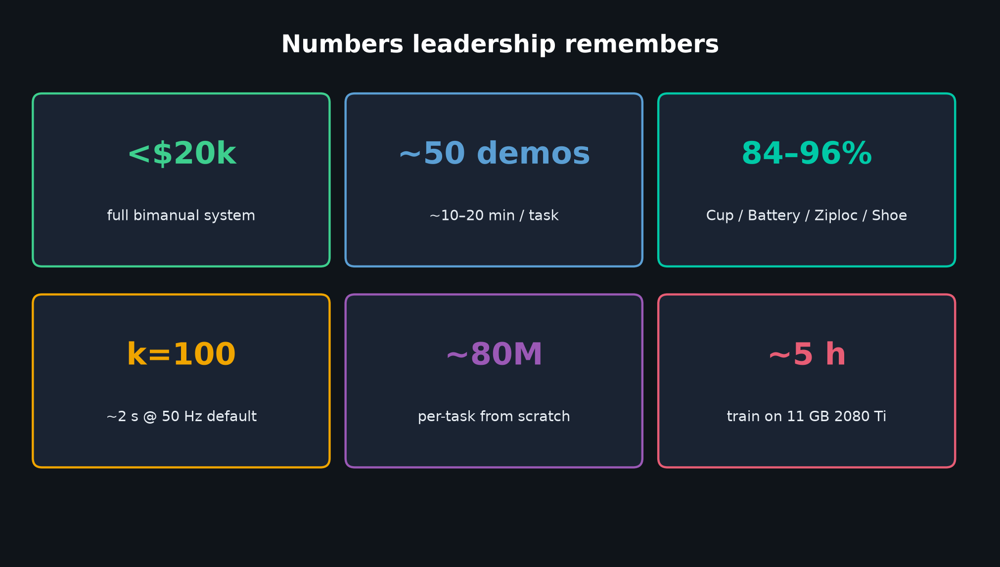 Numbers leadership remembers
<$20k
full bimanual system
~50 demos
~10–20 min / task
84–96%
Cup / Battery / Ziploc / Shoe
k=100
~2 s @ 50 Hz default
~80M
per-task from scratch
~5 h
train on 11 GB 2080 Ti